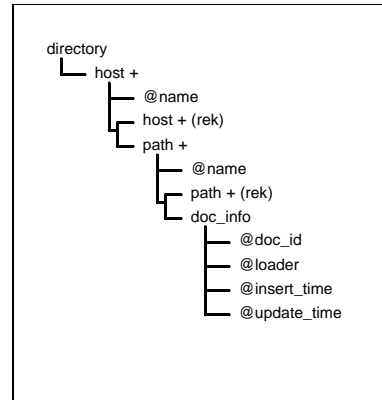 directory
host +
@name
host + (rek)
path +
@name
path + (rek)
doc_info
@doc_id
@loader
@insert_time
@update_time